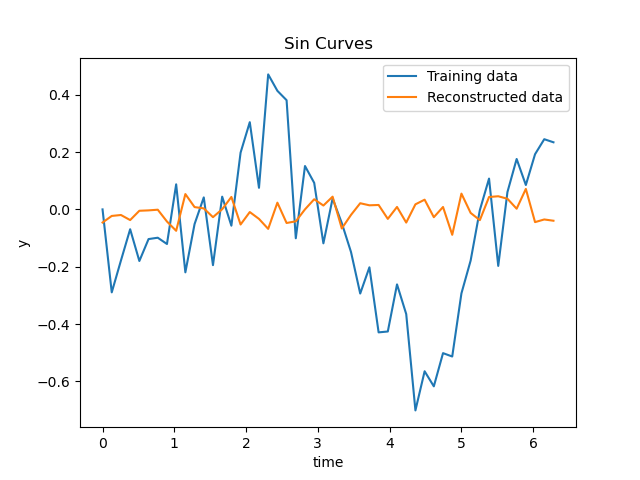 Sin Curves
Training data
Reconstructed data
y
0.4
0.2
0.0
−0.2
−0.4
−0.6
0 1 2 3 4 5 6
time